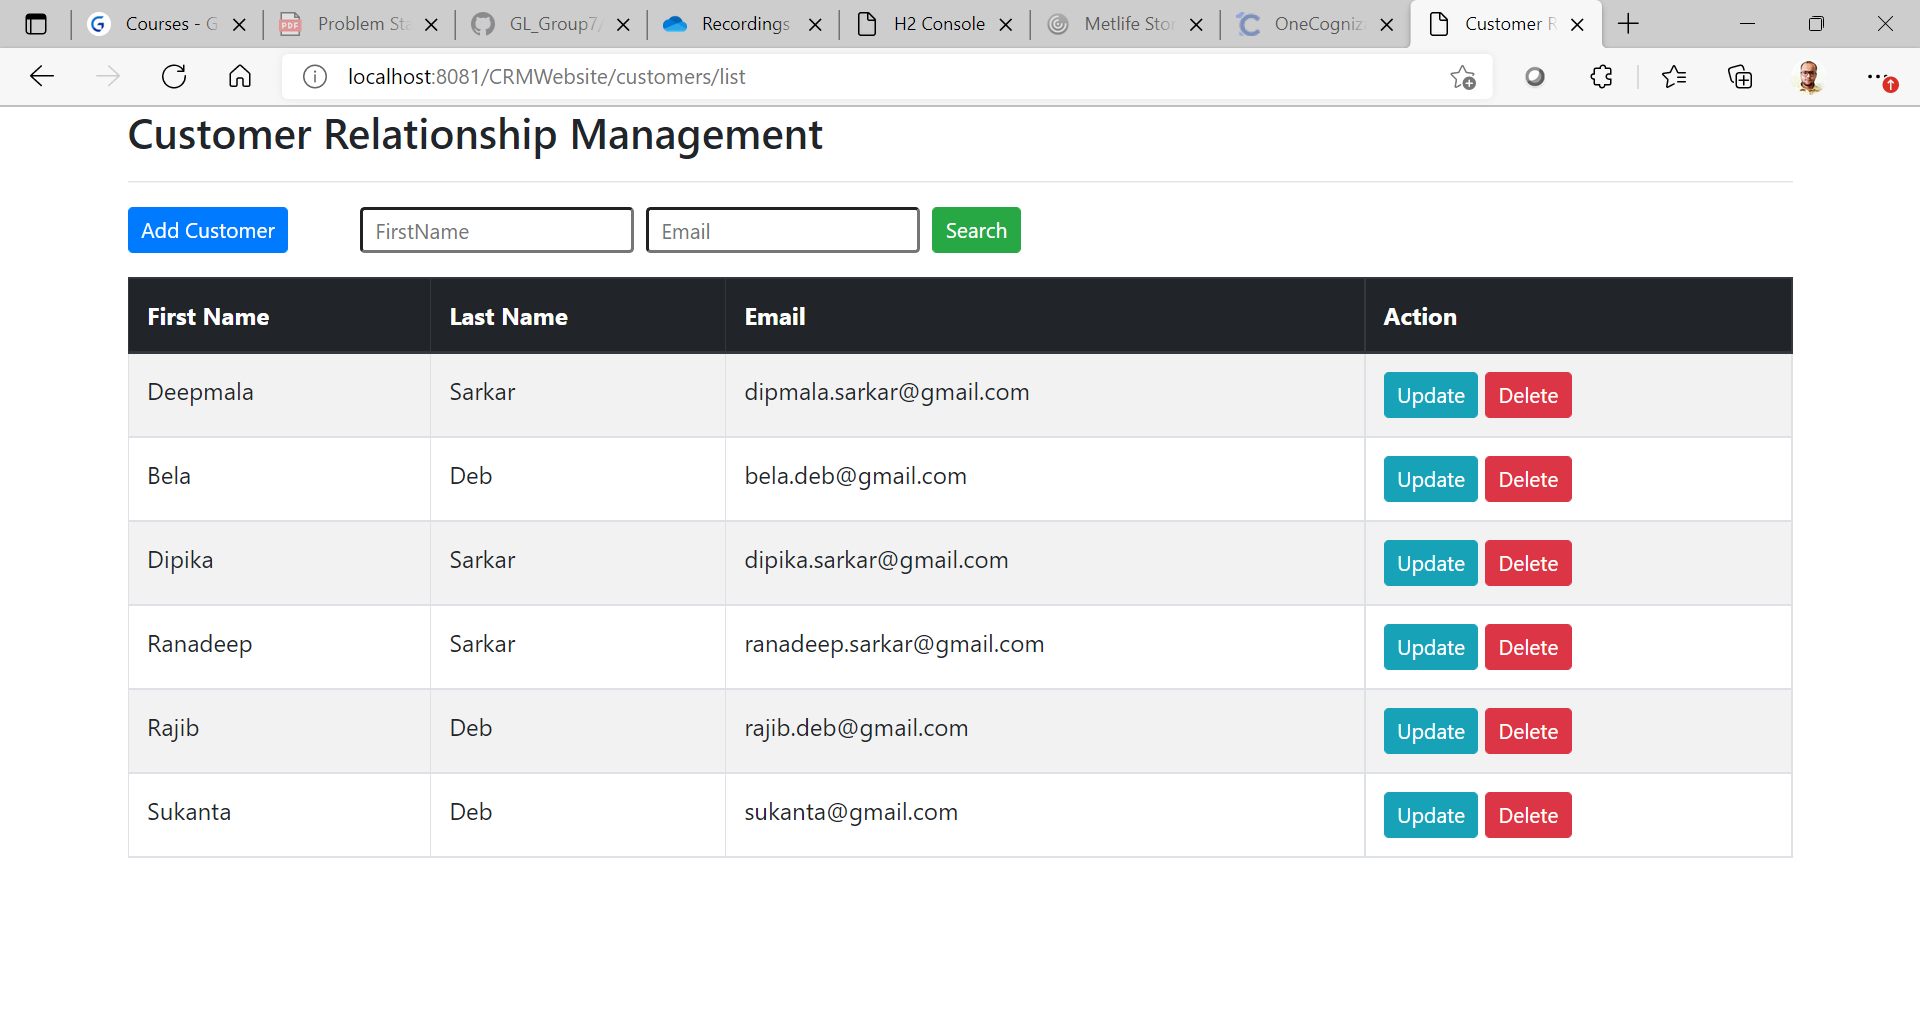 Courses - G
Problem Sta
GL_Group7/
Recordings
H2 Console
Metlife Stor
OneCogniz
Customer R
localhost:8081/CRMWebsite/customers/list
Customer Relationship Management
Add Customer FirstName Email Search
First Name Last Name Email Action
Deepmala Sarkar dipmala.sarkar@gmail.com Update Delete
Bela Deb bela.deb@gmail.com Update Delete
Dipika Sarkar dipika.sarkar@gmail.com Update Delete
Ranadeep Sarkar ranadeep.sarkar@gmail.com Update Delete
Rajib Deb rajib.deb@gmail.com Update Delete
Sukanta Deb sukanta@gmail.com Update Delete